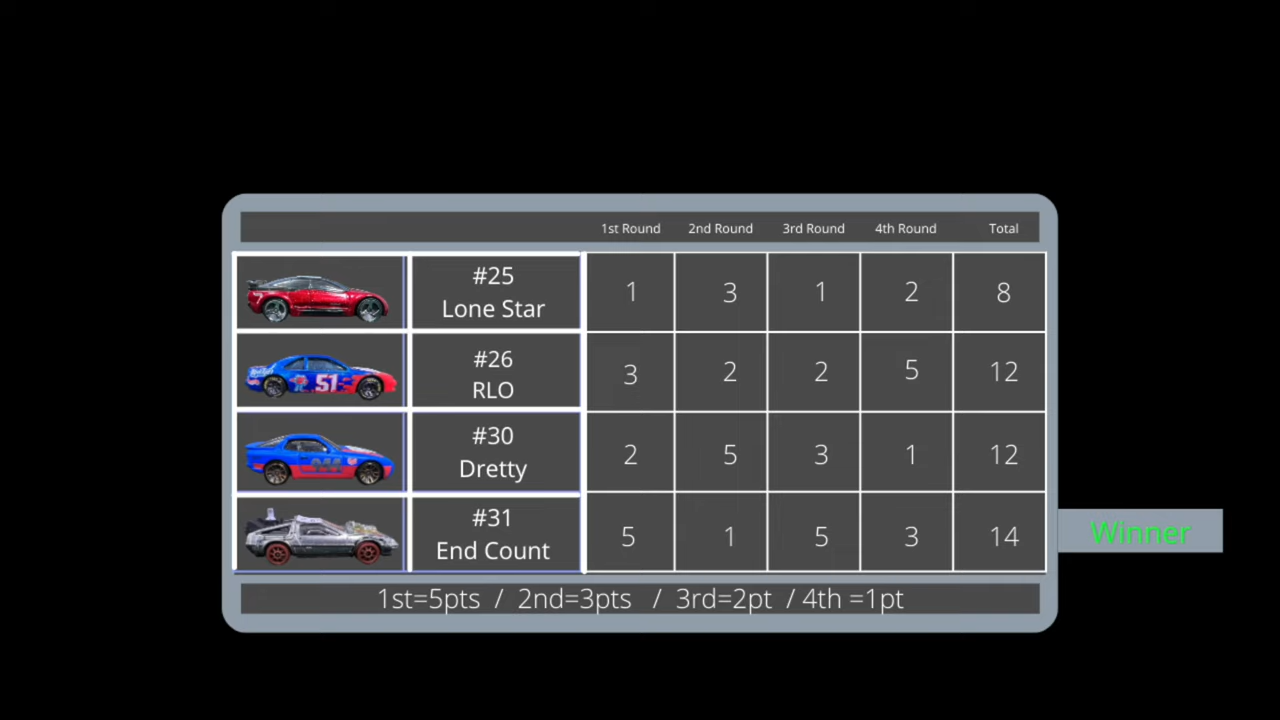 1st Round 2nd Round 3rd Round 4th Round Total
#25
Lone Star
1 3 1 2 8
#26
RLO
51
3 2 2 5 12
#30
Dretty
944
2 5 3 1 12
#31
End Count
5 1 5 3 14
Winner
1st=5pts / 2nd=3pts / 3rd=2pt / 4th =1pt